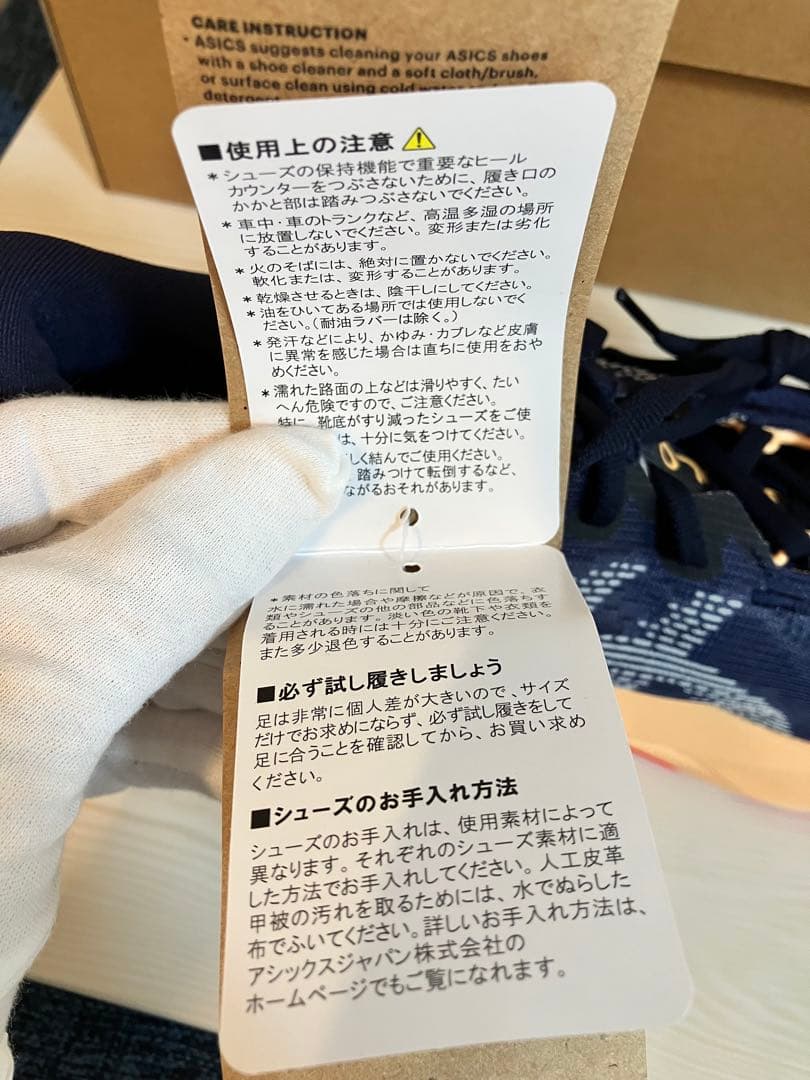 CARE INSTRUCTION
• ASICS suggests cleaning your ASICS shoes
with a shoe cleaner and a soft cloth/brush,
or surface clean using cold
detergent
■使用上の注意
＊シューズの保持機能で重要なヒール
カウンターをつぶさないために、履き口の
かかと部は踏みつぶさないでください。
＊車中・車のトランクなど、高温多湿の場所
に放置しないでください。変形または劣化
することがあります。
＊火のそばには、絶対に置かないでください。
軟化または、変形することがあります。
＊乾燥させるときは、陰干しにしてください。
＊油をひいてある場所では使用しないでく
ださい。（耐油ラバーは除く。）
＊発汗などにより、かゆみ・カブレなど皮膚
に異常を感じた場合は直ちに使用をおや
めください。
＊濡れた路面の上などは滑りやすく、たい
へん危険ですので、ご注意ください。
特に、靴底がすり減ったシューズをご使
は、十分に気をつけてください。
しく結んでご使用ください。
踏みつけて転倒するなど、
ながるおそれがあります。
＊素材の色落ちに関して
水に濡れた場合や摩擦などが原因で、衣
類やシューズの他の部品などに色落ちす
ることがあります。淡い色の靴下や衣類を
着用される時には十分にご注意ください。
また多少退色することがあります。
■必ず試し履きしましょう
足は非常に個人差が大きいので、サイズ
だけでお求めにならず、必ず試し履きをして
足に合うことを確認してから、お買い求め
ください。
■シューズのお手入れ方法
シューズのお手入れは、使用素材によって
異なります。それぞれのシューズ素材に適
した方法でお手入れしてください。人工皮革
甲被の汚れを取るためには、水でぬらした
布でふいてください。詳しいお手入れ方法は、
アシックスジャパン株式会社の
ホームページでもご覧になれます。